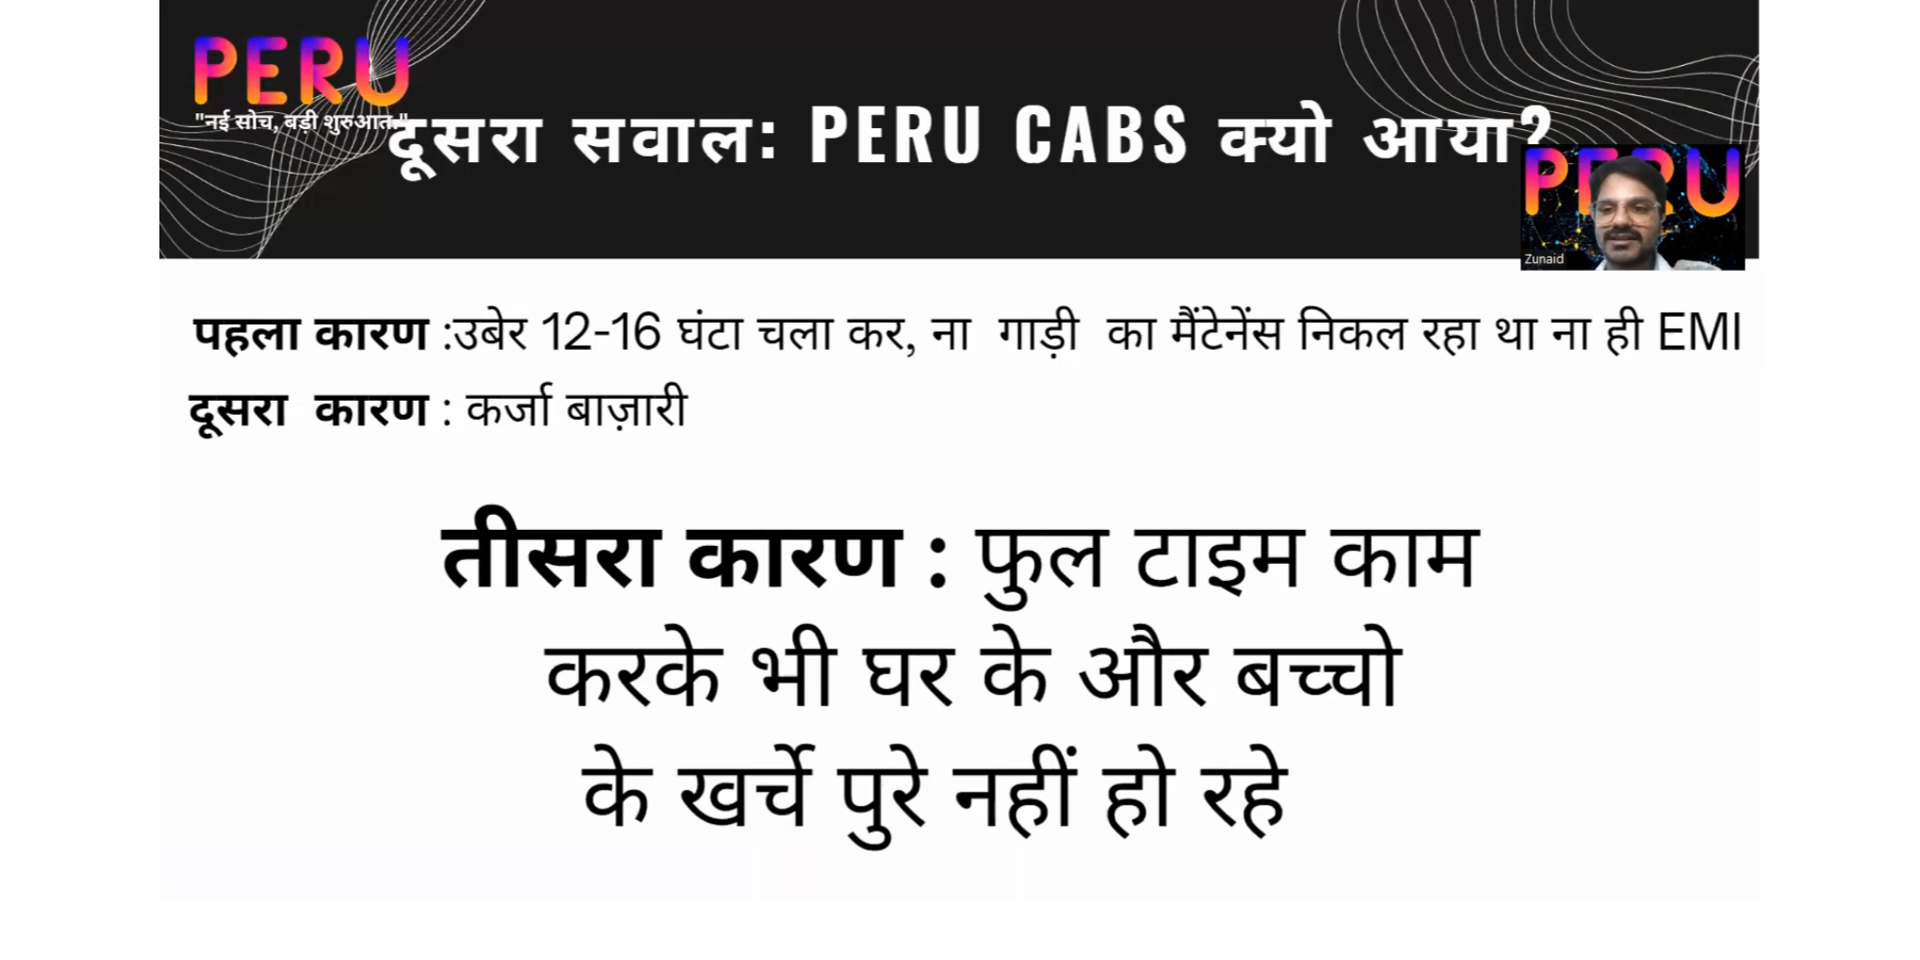 PERU
"नई सोच, बड़ी शुरुआत."
दूसरा सवाल: PERU CABS क्यो आया?
PERU
Zunaid
पहला कारण :उबेर 12-16 घंटा चला कर, ना गाड़ी का मैंटेनेंस निकल रहा था ना ही EMI
दूसरा कारण : कर्जा बाज़ारी
तीसरा कारण : फुल टाइम काम
करके भी घर के और बच्चो
के खर्चे पुरे नहीं हो रहे